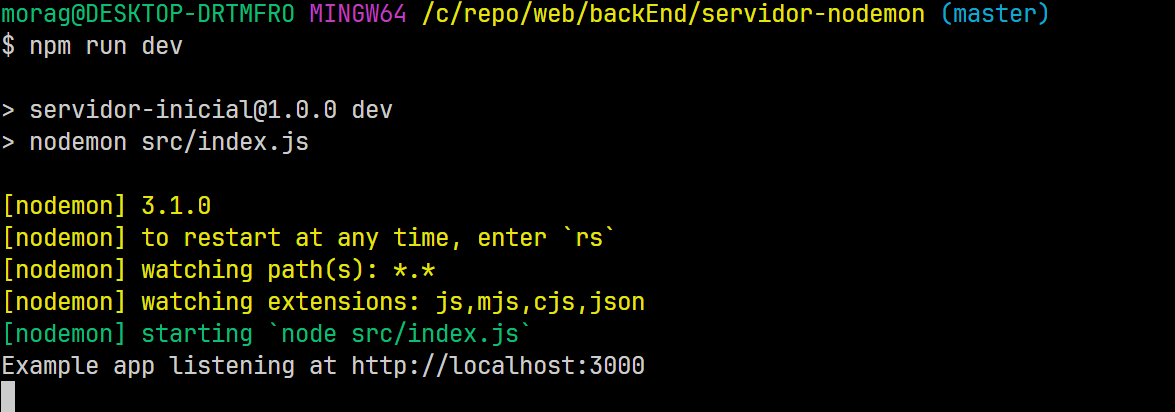 morag@DESKTOP-DRTMFRO MINGW64 /c/repo/web/backEnd/servidor-nodemon (master)
$ npm run dev
> servidor-inicial@1.0.0 dev
> nodemon src/index.js
[nodemon] 3.1.0
[nodemon] to restart at any time, enter `rs`
[nodemon] watching path(s): *.*
[nodemon] watching extensions: js,mjs,cjs,json
[nodemon] starting `node src/index.js`
Example app listening at http://localhost:3000